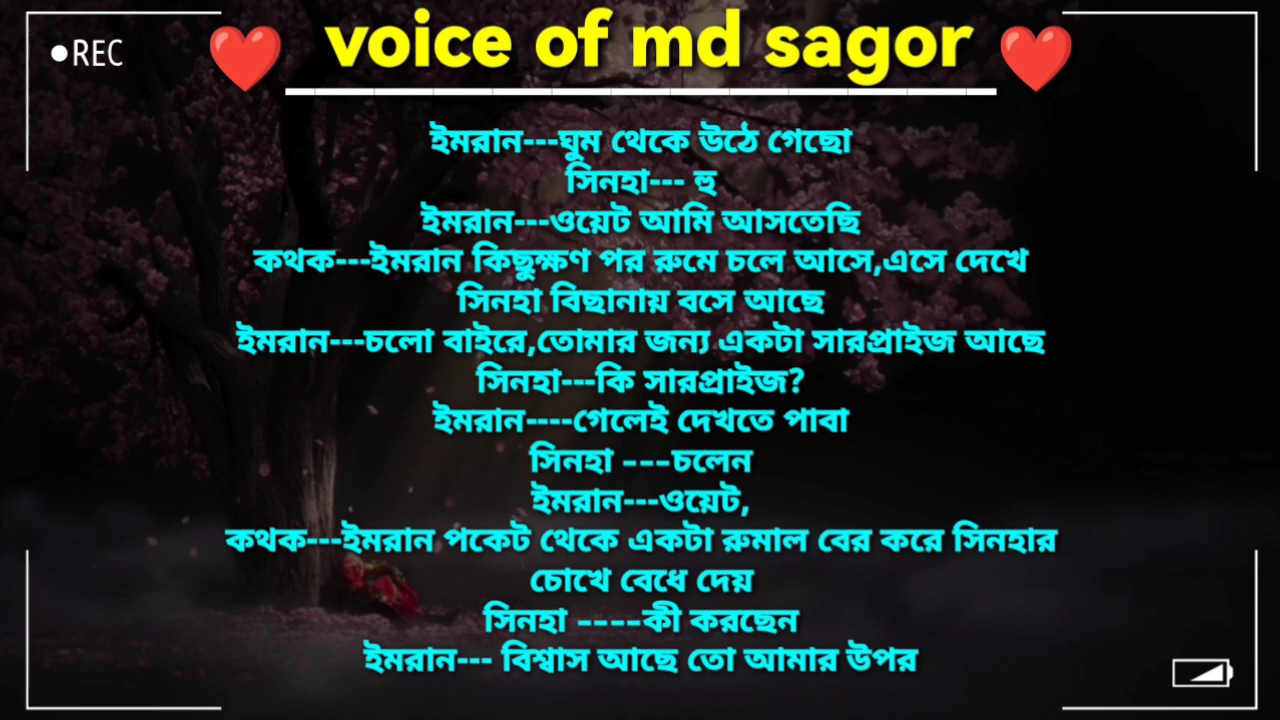 ●REC
❤️ voice of md sagor ❤️
ইমরান---ঘুম থেকে উঠে গেছো
সিনহা--- হু
ইমরান---ওয়েট আমি আসতেছি
কথক---ইমরান কিছুক্ষণ পর রুমে চলে আসে,এসে দেখে
সিনহা বিছানায় বসে আছে
ইমরান---চলো বাইরে,তোমার জন্য একটা সারপ্রাইজ আছে
সিনহা---কি সারপ্রাইজ?
ইমরান----গেলেই দেখতে পাবা
সিনহা ---চলেন
ইমরান---ওয়েট,
কথক---ইমরান পকেট থেকে একটা রুমাল বের করে সিনহার
চোখে বেধে দেয়
সিনহা ----কী করছেন
ইমরান--- বিশ্বাস আছে তো আমার উপর